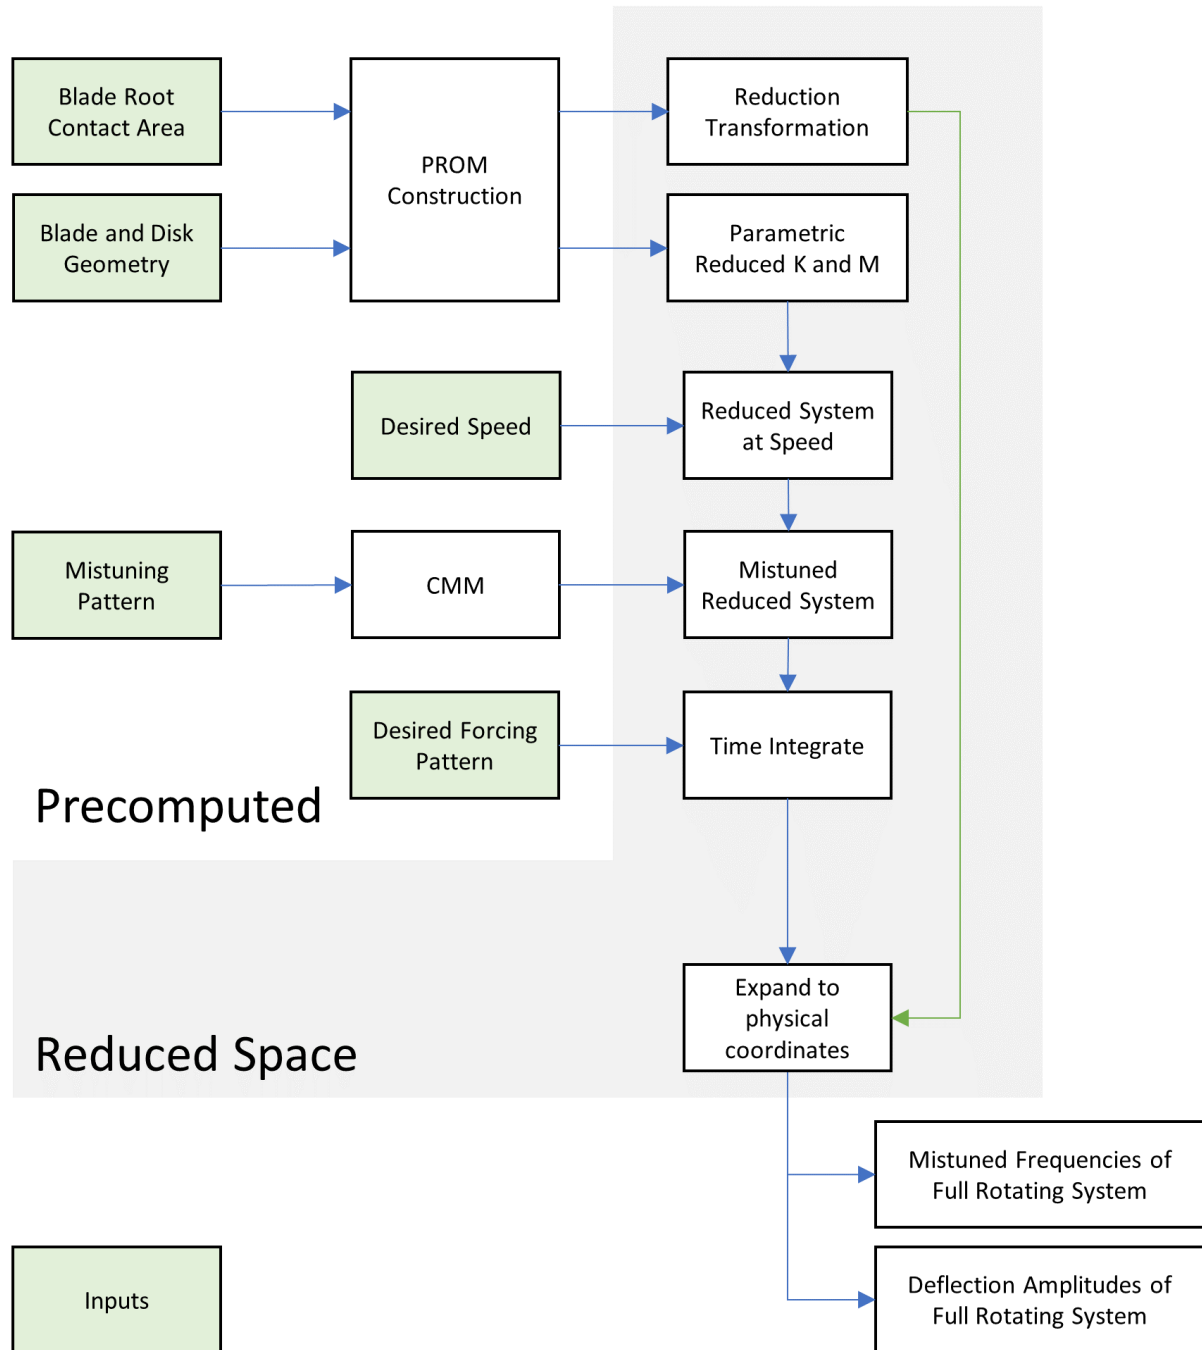 Blade Root
Contact Area
PROM
Construction
Reduction
Transformation
Blade and Disk
Geometry
Parametric
Reduced K and M
Desired Speed
Reduced System
at Speed
Mistuning
Pattern
CMM
Mistuned
Reduced System
Desired Forcing
Pattern
Time Integrate
Precomputed
Expand to
physical
coordinates
Reduced Space
Mistuned Frequencies of
Full Rotating System
Inputs
Deflection Amplitudes of
Full Rotating System